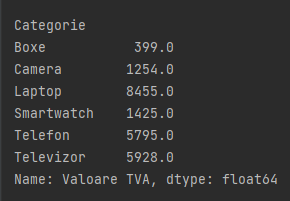 Categorie
Boxe 399.0
Camera 1254.0
Laptop 8455.0
Smartwatch 1425.0
Telefon 5795.0
Televizor 5928.0
Name: Valoare TVA, dtype: float64